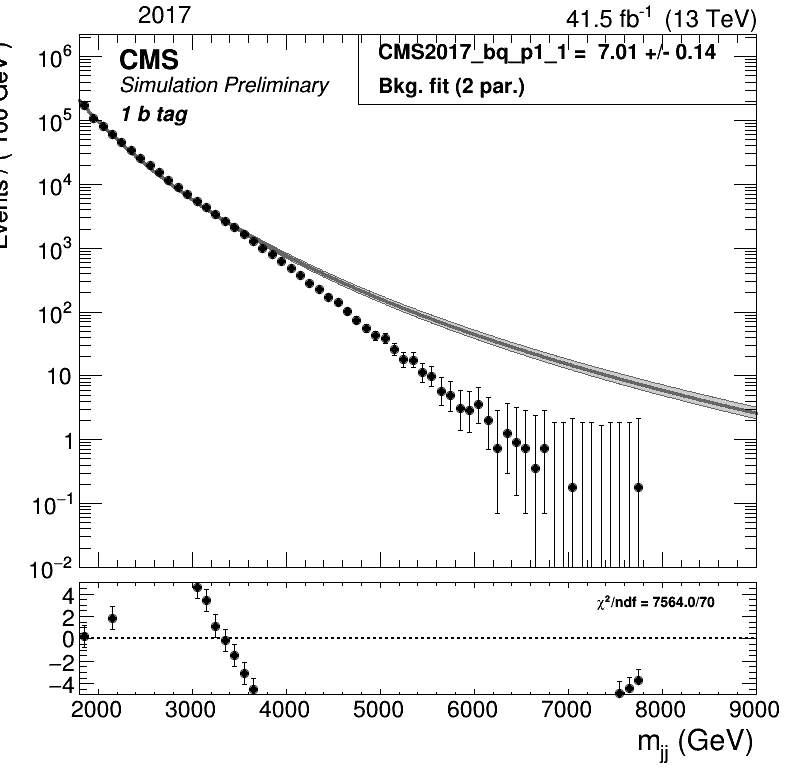 2017
41.5 fb⁻¹ (13 TeV)
CMS
Simulation Preliminary
1 b tag
CMS2017_bq_p1_1 = 7.01 +/- 0.14
Bkg. fit (2 par.)
10⁶
10⁵
10⁴
10³
10²
10
1
10⁻¹
10⁻²
χ²/ndf = 7564.0/70
4
2
0
−2
−4
2000 3000 4000 5000 6000 7000 8000 9000
m_jj (GeV)